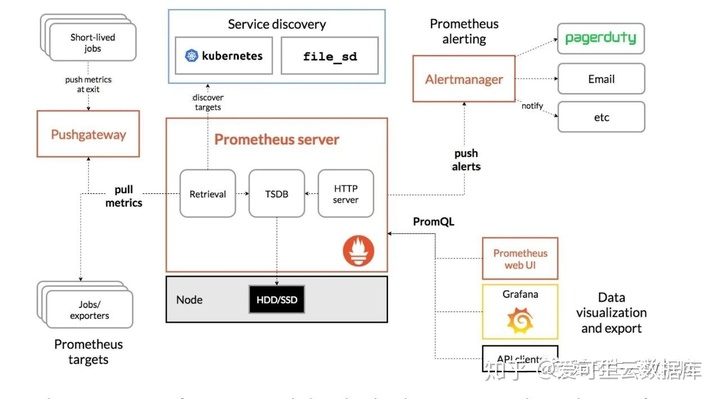 Short-lived
jobs
push metrics
at exit
Pushgateway
Service discovery
kubernetes
file_sd
discover
targets
Prometheus
alerting
Alertmanager
pagerduty
Email
etc
notify
Prometheus server
Retrieval
TSDB
HTTP
server
pull
metrics
push
alerts
PromQL
Node
HDD/SSD
Jobs/
exporters
Prometheus
targets
Prometheus
web UI
Grafana
API clients
Data
visualization
and export
知乎 @爱可生云数据库